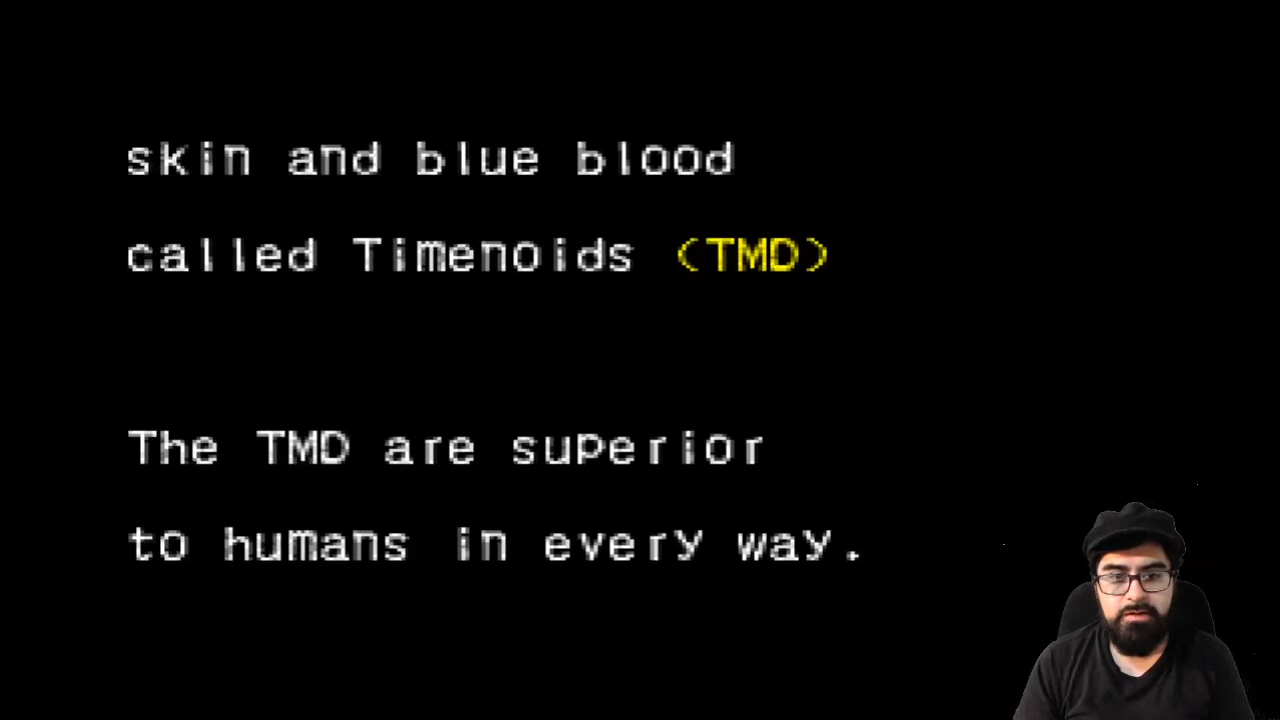 skin and blue blood
called Timenoids (TMD)
The TMD are superior
to humans in every way.